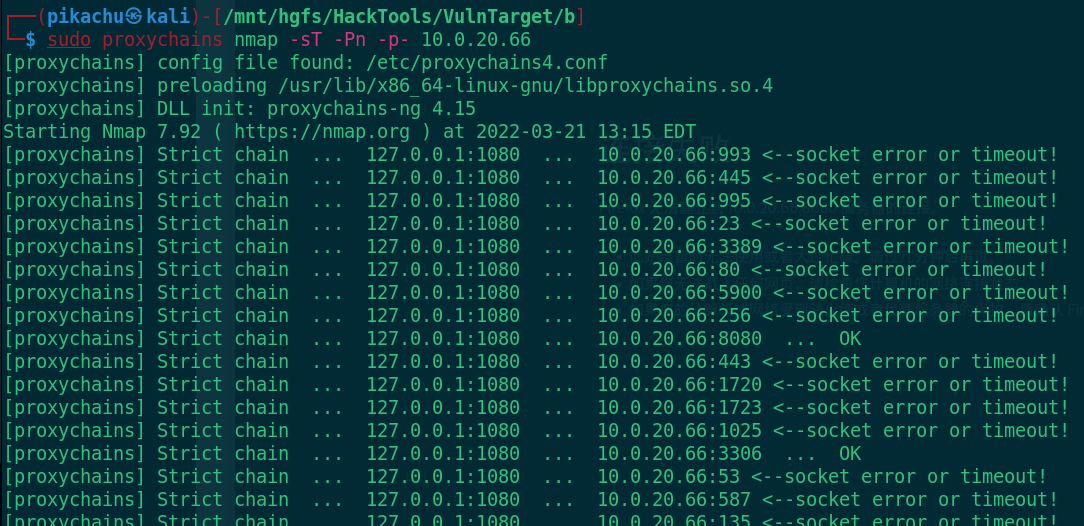 ┌──(pikachu㉿kali)-[/mnt/hgfs/HackTools/VulnTarget/b]
└─$ sudo proxychains nmap -sT -Pn -p- 10.0.20.66
[proxychains] config file found: /etc/proxychains4.conf
[proxychains] preloading /usr/lib/x86_64-linux-gnu/libproxychains.so.4
[proxychains] DLL init: proxychains-ng 4.15
Starting Nmap 7.92 ( https://nmap.org ) at 2022-03-21 13:15 EDT
[proxychains] Strict chain  ...  127.0.0.1:1080  ...  10.0.20.66:993 <--socket error or timeout!
[proxychains] Strict chain  ...  127.0.0.1:1080  ...  10.0.20.66:445 <--socket error or timeout!
[proxychains] Strict chain  ...  127.0.0.1:1080  ...  10.0.20.66:995 <--socket error or timeout!
[proxychains] Strict chain  ...  127.0.0.1:1080  ...  10.0.20.66:23 <--socket error or timeout!
[proxychains] Strict chain  ...  127.0.0.1:1080  ...  10.0.20.66:3389 <--socket error or timeout!
[proxychains] Strict chain  ...  127.0.0.1:1080  ...  10.0.20.66:80 <--socket error or timeout!
[proxychains] Strict chain  ...  127.0.0.1:1080  ...  10.0.20.66:5900 <--socket error or timeout!
[proxychains] Strict chain  ...  127.0.0.1:1080  ...  10.0.20.66:256 <--socket error or timeout!
[proxychains] Strict chain  ...  127.0.0.1:1080  ...  10.0.20.66:8080  ...  OK
[proxychains] Strict chain  ...  127.0.0.1:1080  ...  10.0.20.66:443 <--socket error or timeout!
[proxychains] Strict chain  ...  127.0.0.1:1080  ...  10.0.20.66:1720 <--socket error or timeout!
[proxychains] Strict chain  ...  127.0.0.1:1080  ...  10.0.20.66:1723 <--socket error or timeout!
[proxychains] Strict chain  ...  127.0.0.1:1080  ...  10.0.20.66:1025 <--socket error or timeout!
[proxychains] Strict chain  ...  127.0.0.1:1080  ...  10.0.20.66:3306  ...  OK
[proxychains] Strict chain  ...  127.0.0.1:1080  ...  10.0.20.66:53 <--socket error or timeout!
[proxychains] Strict chain  ...  127.0.0.1:1080  ...  10.0.20.66:587 <--socket error or timeout!
[proxychains] Strict chain  ...  127.0.0.1:1080  ...  10.0.20.66:135 <--socket error or timeout!